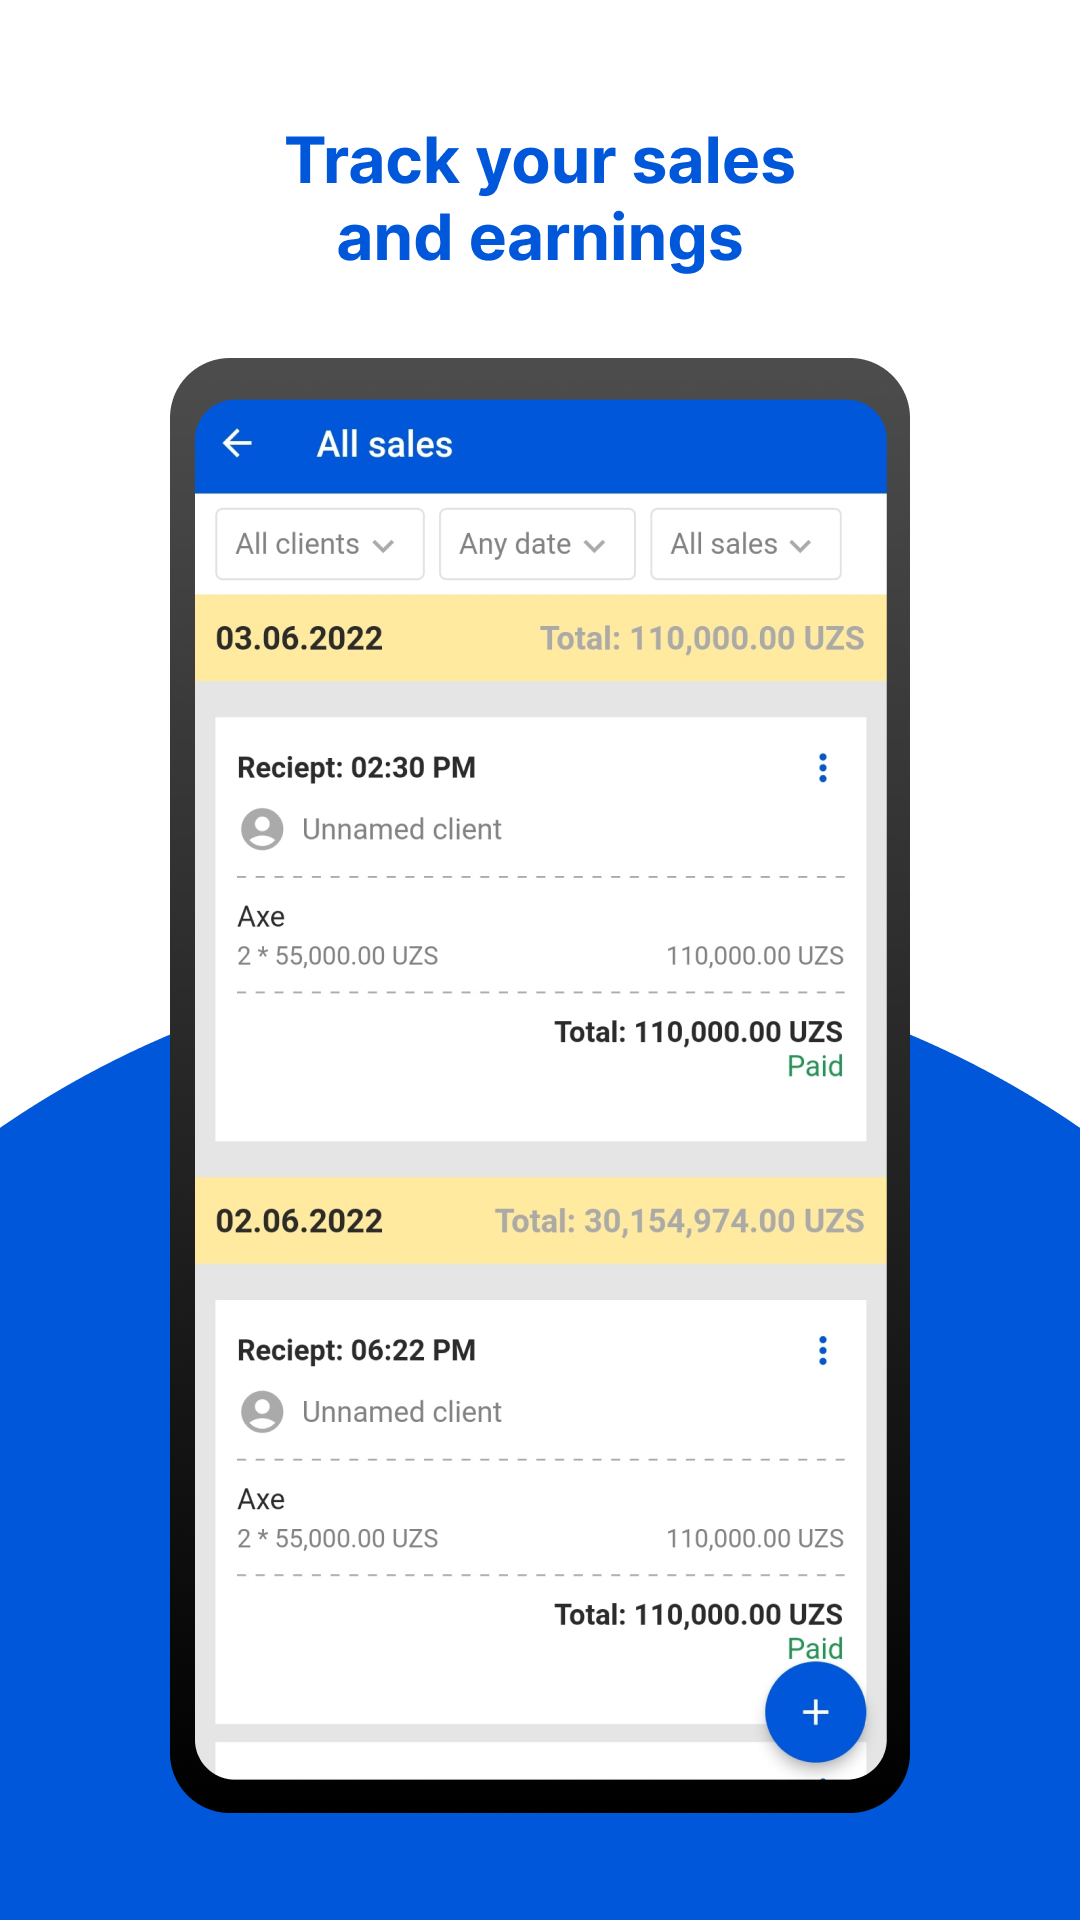 Track your sales
and earnings
All sales
All clients
Any date
All sales
03.06.2022
Total: 110,000.00 UZS
Reciept: 02:30 PM
Unnamed client
Axe
2 * 55,000.00 UZS
110,000.00 UZS
Total: 110,000.00 UZS
Paid
02.06.2022
Total: 30,154,974.00 UZS
Reciept: 06:22 PM
Unnamed client
Axe
2 * 55,000.00 UZS
110,000.00 UZS
Total: 110,000.00 UZS
Paid